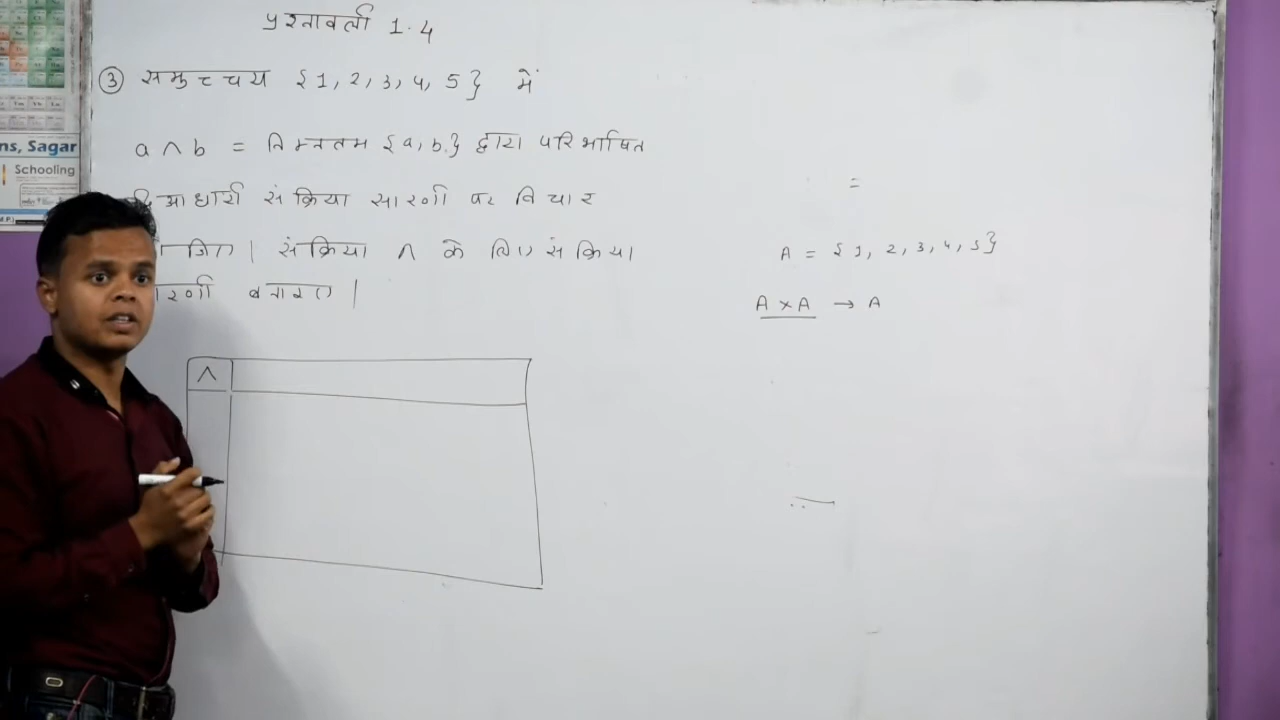 प्रश्नावली 1.4
③ समुच्चय {1, 2, 3, 4, 5} में
a ∧ b = निम्नतम {a, b} द्वारा परिभाषित
द्विआधारी संक्रिया सारणी पर विचार
जिए। संक्रिया ∧ के लिए संक्रिया
रणी बनाइए।
∧
=
A = {1, 2, 3, 4, 5}
A × A → A
ns, Sagar
Schooling